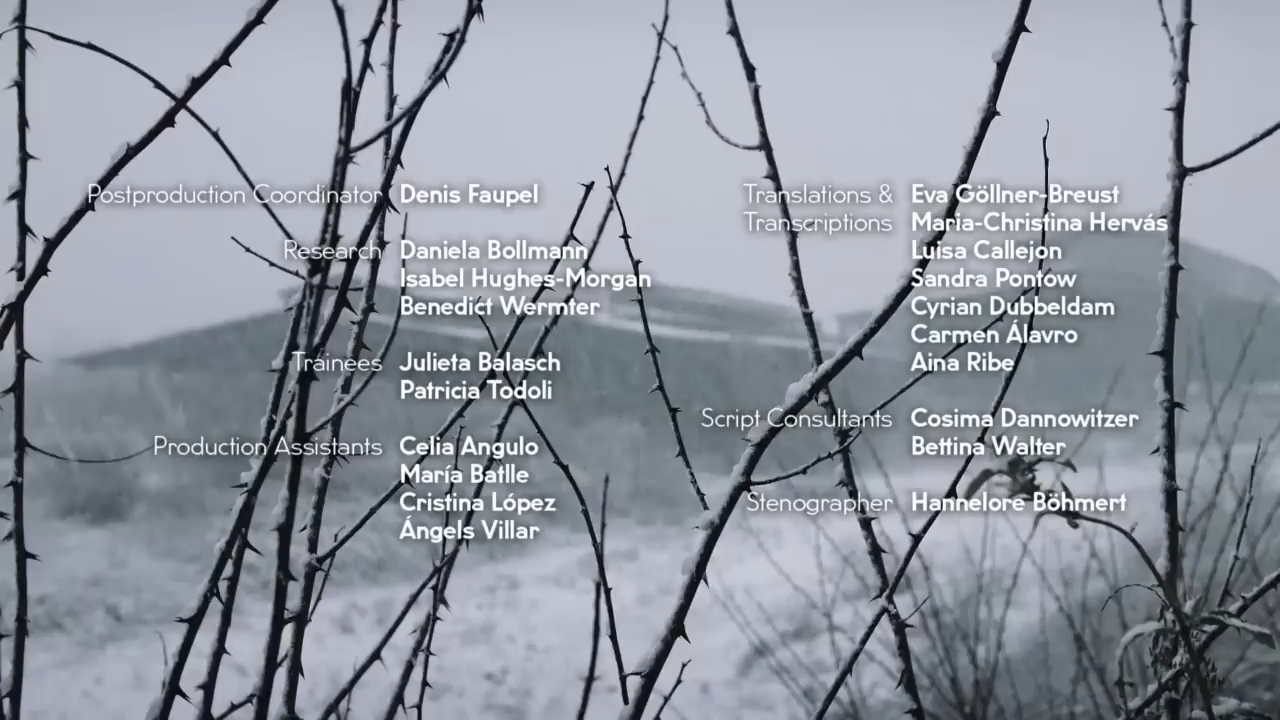 Postproduction Coordinator Denis Faupel
Research Daniela Bollmann
Isabel Hughes-Morgan
Benedict Wermter
Trainees Julieta Balasch
Patricia Todoli
Production Assistants Celia Angulo
María Batlle
Cristina López
Ángels Villar
Translations & Eva Göllner-Breust
Transcriptions Maria-Christina Hervás
Luisa Callejon
Sandra Pontow
Cyrian Dubbeldam
Carmen Álavro
Aina Ribe
Script Consultants Cosima Dannowitzer
Bettina Walter
Stenographer Hannelore Böhmert